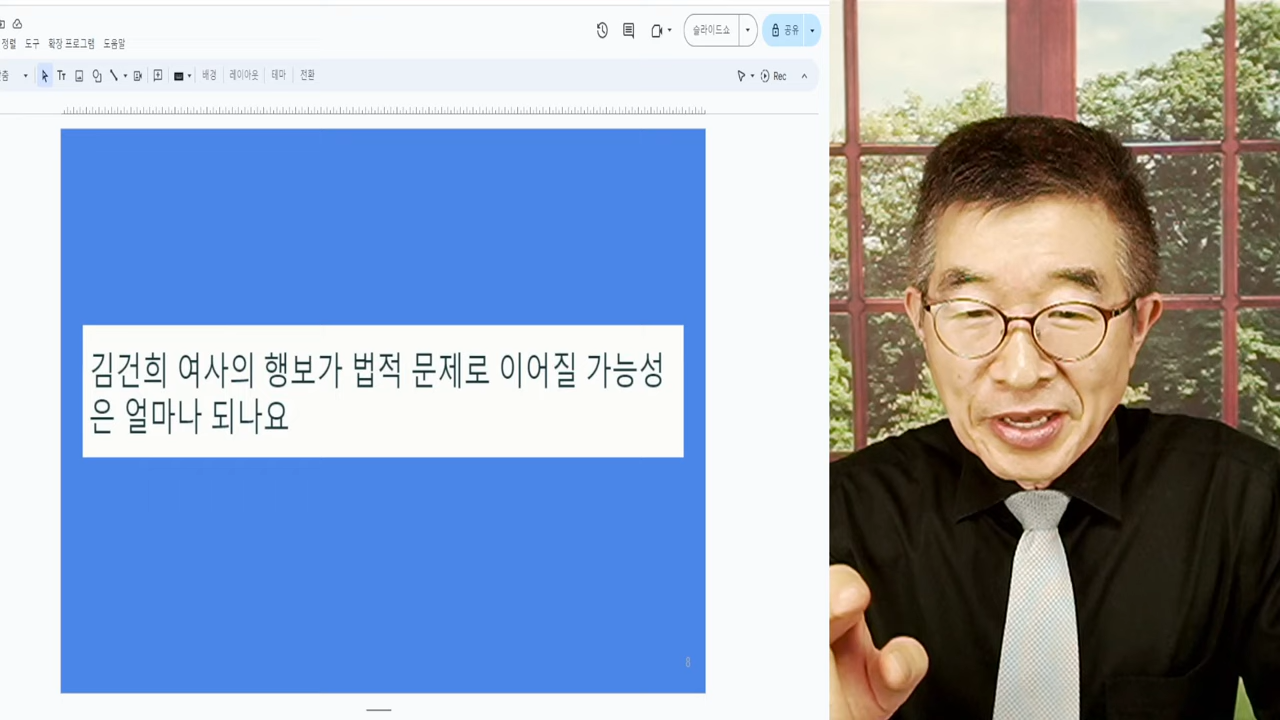 정렬 도구 확장 프로그램 도움말
슬라이드쇼
공유
춤
Tт
배경 레이아웃 테마 전환
Rec
김건희 여사의 행보가 법적 문제로 이어질 가능성
은 얼마나 되나요
8